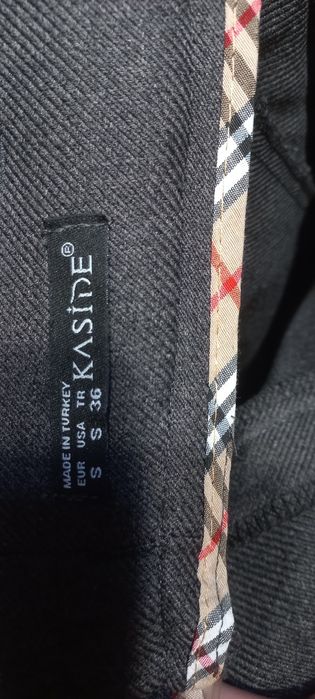 KASİDE®
TR 36
USA S
EUR S
MADE IN TURKEY